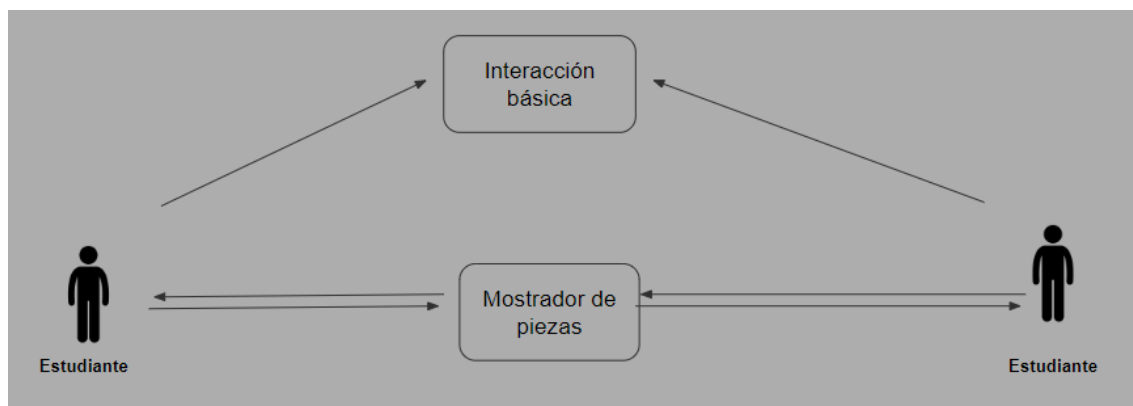 Interacción
básica
Mostrador de
piezas
Estudiante
Estudiante